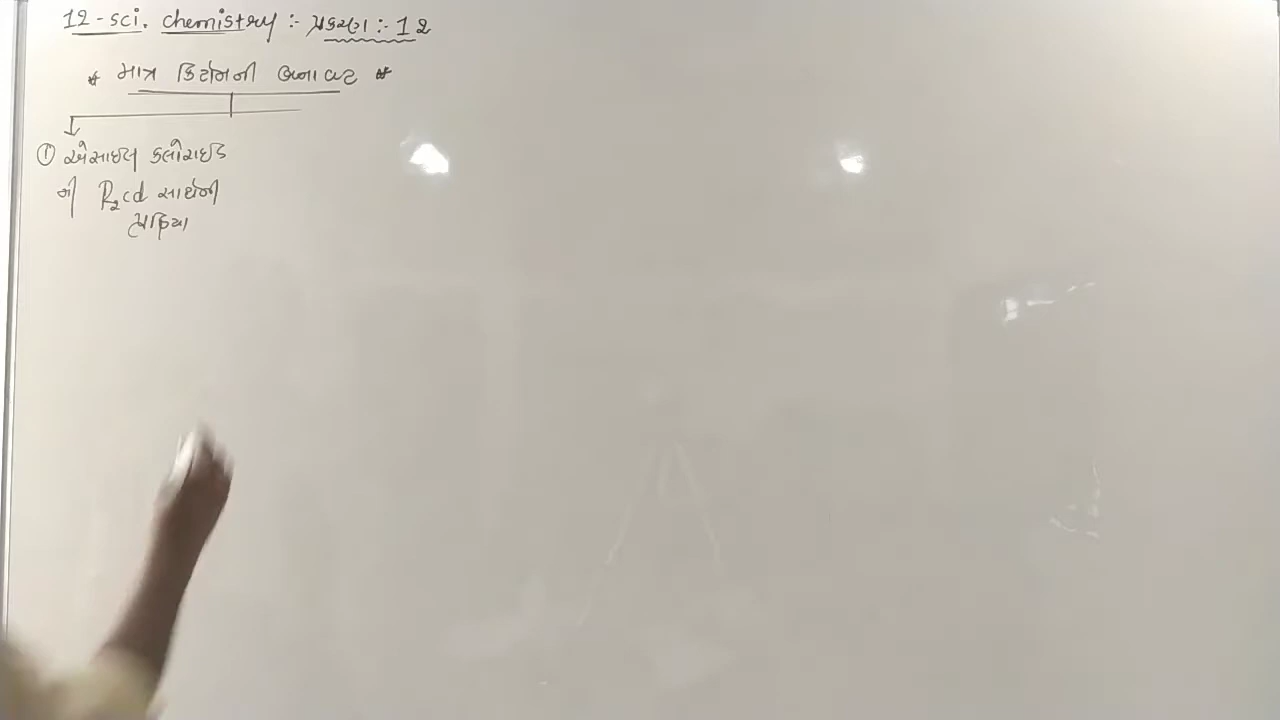 12 - sci. chemistry :- પ્રકરણ :- 12
* માત્ર કિટોનની બનાવટ *
① એસાઇલ ક્લોરાઇડ
ની R₂cd સાથેની
પ્રક્રિયા